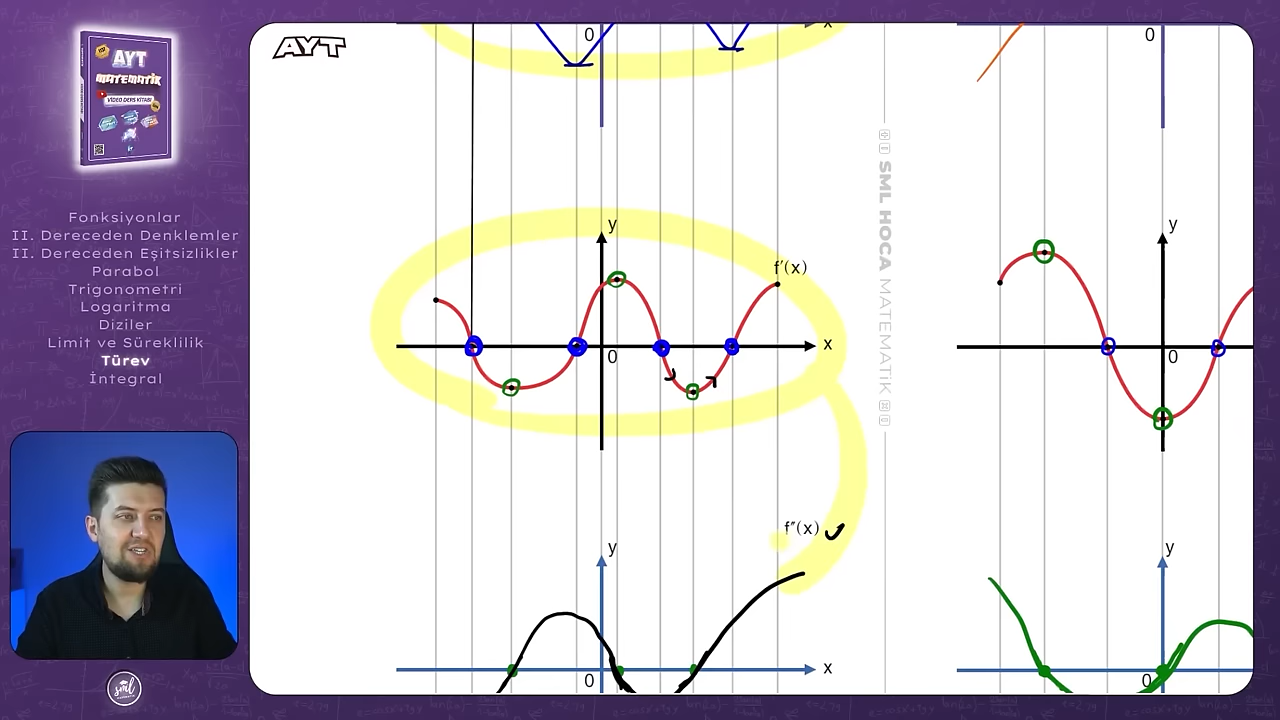 AYT
MATEMATİK
VİDEO DERS KİTABI
Fonksiyonlar
II. Dereceden Denklemler
II. Dereceden Eşitsizlikler
Parabol
Trigonometri
Logaritma
Diziler
Limit ve Süreklilik
Türev
İntegral
sml
AYT
0
x
y
f'(x)
x
0
f''(x)
y
x
0
SML HOCA MATEMATİK
0
y
0
y
0